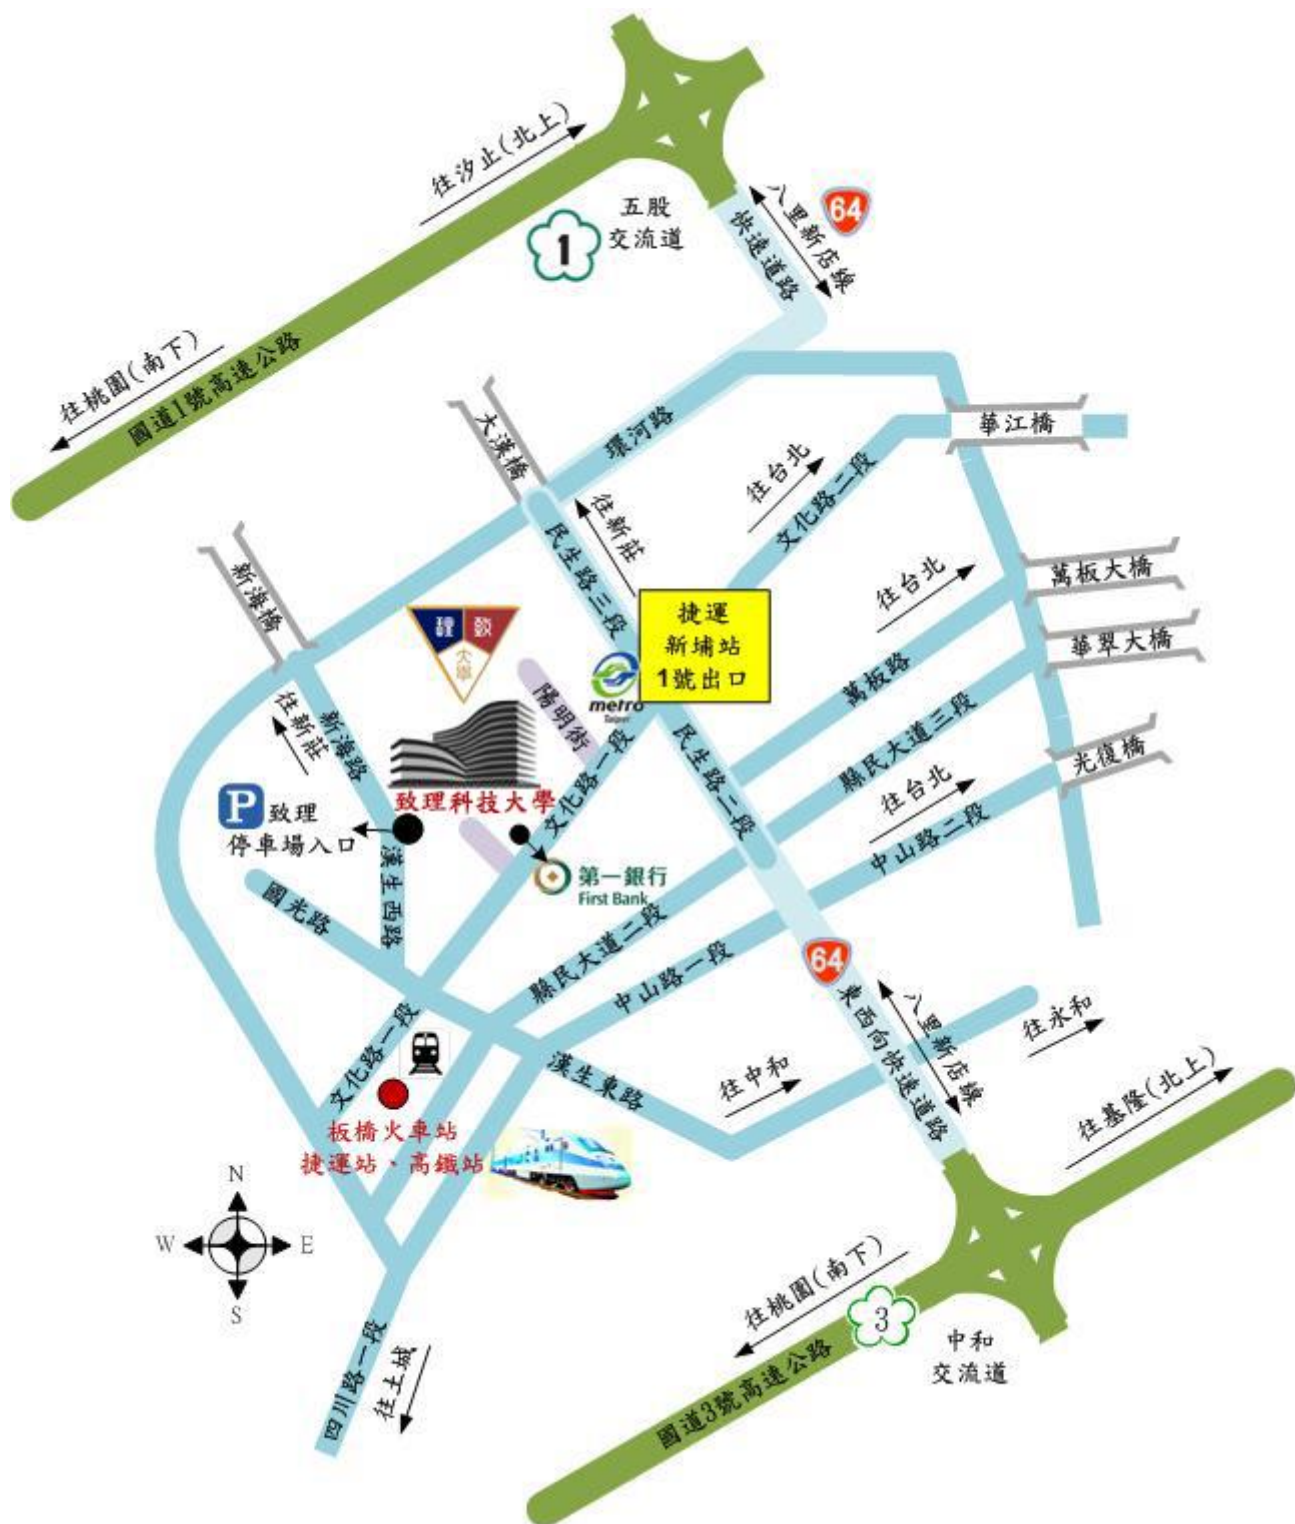 往汐止(北上)
八里新店線
64
五股
交流道
1
快速道路
往桃園(南下)
國道1號高速公路
大漢橋
環河路
華江橋
往台北
文化路二段
往新莊
民生路三段
新海橋
萬板大橋
往台北
捷運
新埔站
1號出口
華翠大橋
理
致
大學
萬板路
陽明街
metro
Taipei
往新莊
新海路
縣民大道三段
民生路二段
光復橋
文化路一段
往台北
P
致理
停車場入口
致理科技大學
中山路二段
漢生西路
第一銀行
First Bank
國光路
縣民大道二段
中山路一段
64
東西向快速道路
八里新店線
往永和
文化路一段
漢生東路
往中和
往基隆(北上)
板橋火車站
捷運站、高鐵站
N
W
E
S
往桃園(南下)
3
中和
交流道
四川路一段
往土城
國道3號高速公路